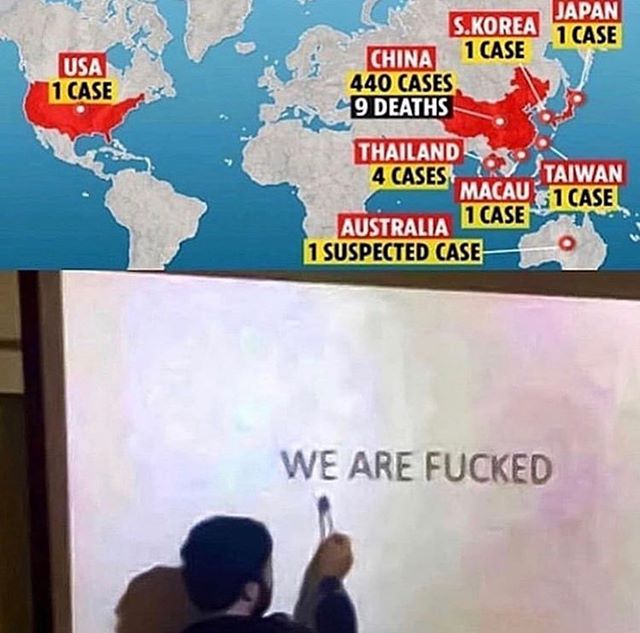 JAPAN
1 CASE
S.KOREA
1 CASE
USA
1 CASE
CHINA
440 CASES
9 DEATHS
THAILAND
4 CASES
TAIWAN
1 CASE
MACAU
1 CASE
AUSTRALIA
1 SUSPECTED CASE
WE ARE FUCKED